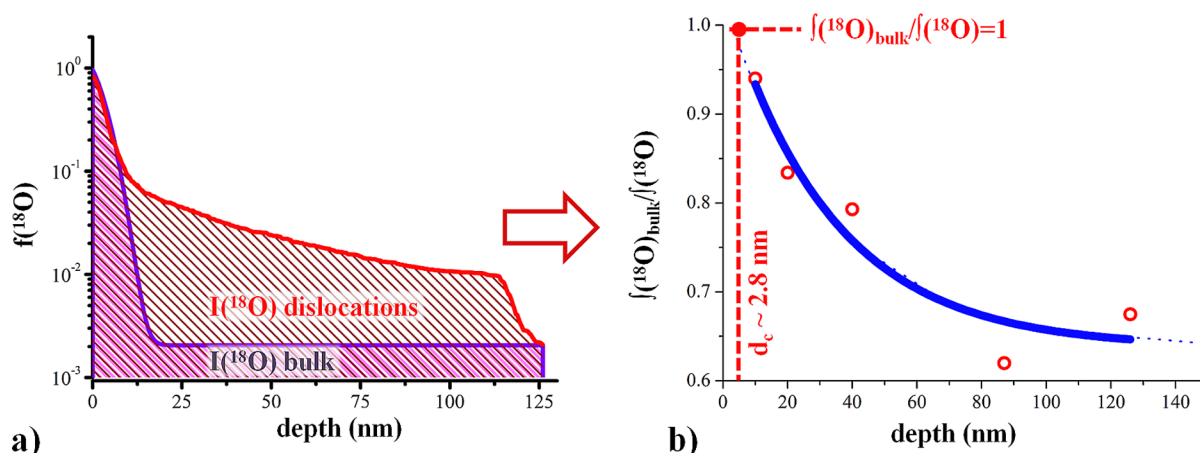 10⁰
10⁻¹
10⁻²
10⁻³
f(¹⁸O)
I(¹⁸O) dislocations
I(¹⁸O) bulk
0 25 50 75 100 125
depth (nm)
a)
1.0
0.9
0.8
0.7
0.6
∫(¹⁸O)bulk/∫(¹⁸O)
∫(¹⁸O)bulk/∫(¹⁸O)=1
d_c ~ 2.8 nm
0 20 40 60 80 100 120 140
depth (nm)
b)